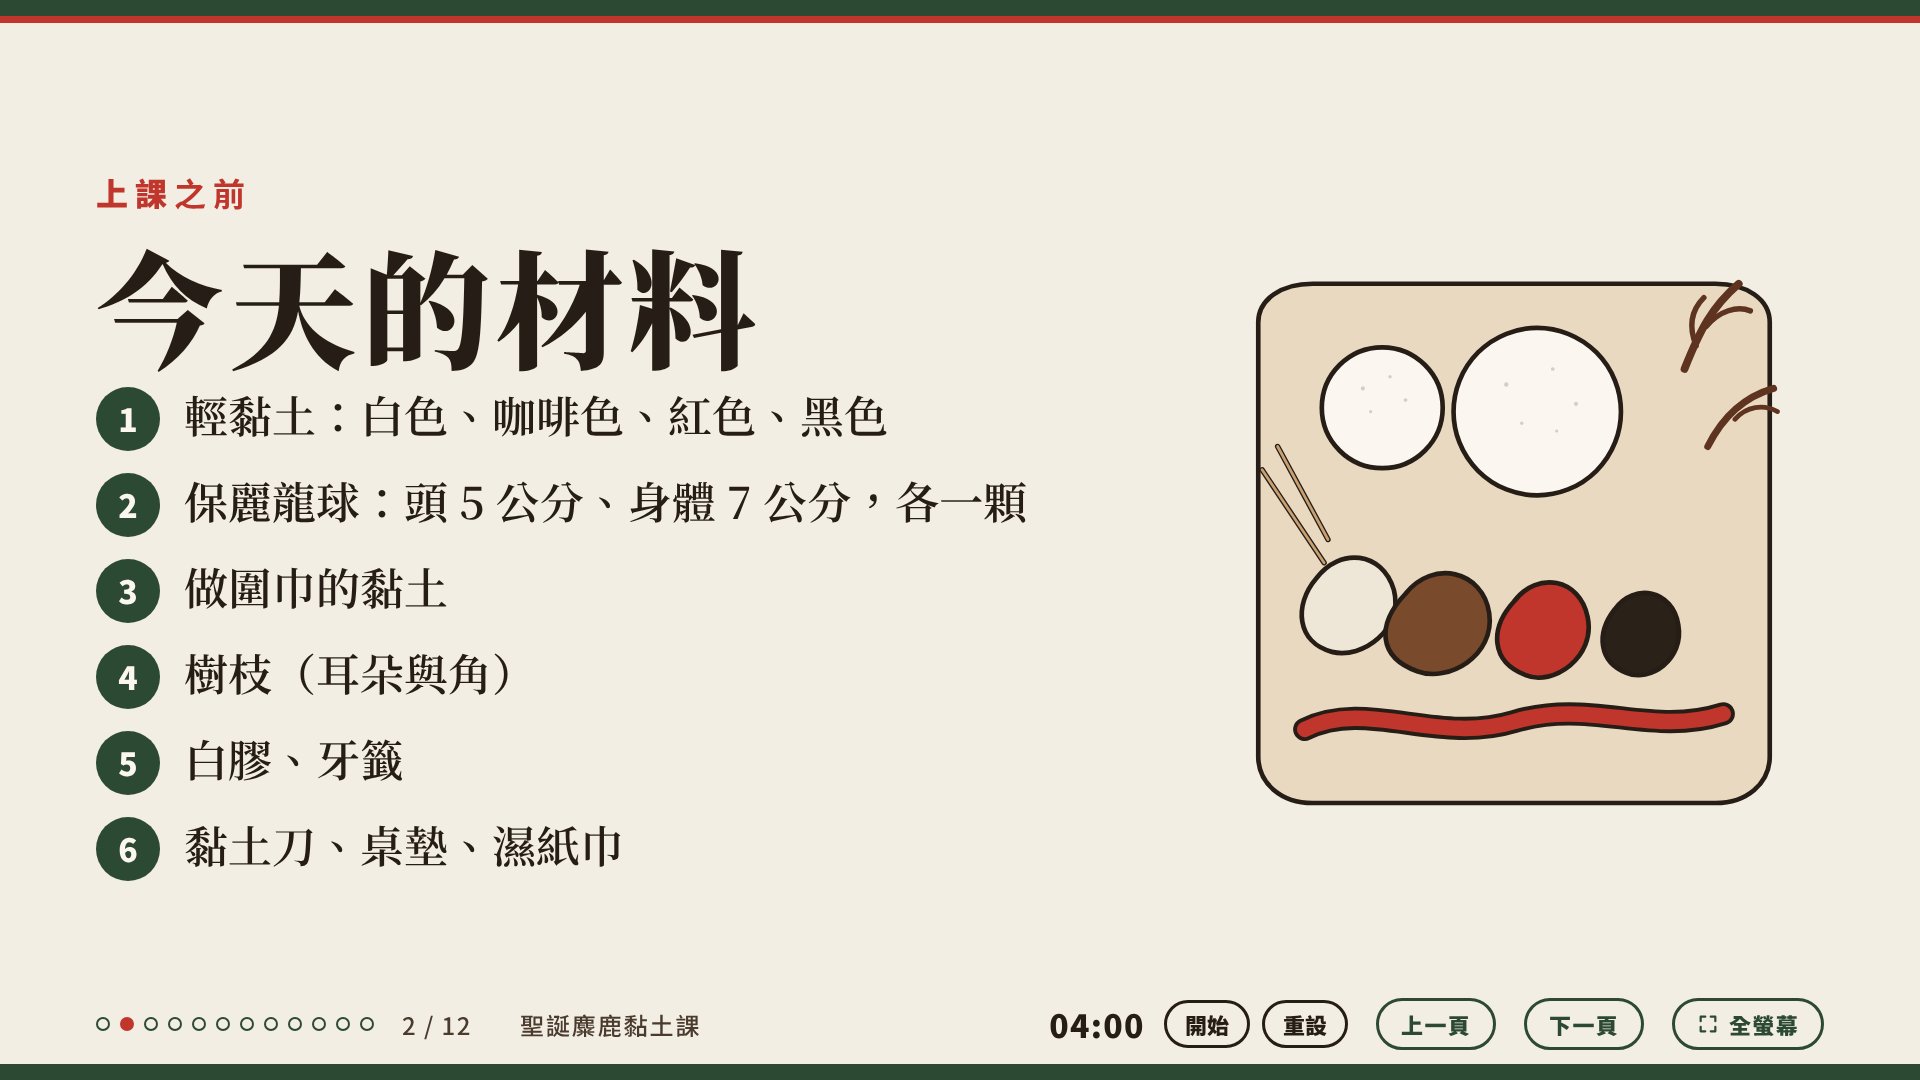 上課之前
今天的材料
1 輕黏土：白色、咖啡色、紅色、黑色
2 保麗龍球：頭 5 公分、身體 7 公分，各一顆
3 做圍巾的黏土
4 樹枝（耳朵與角）
5 白膠、牙籤
6 黏土刀、桌墊、濕紙巾
2 / 12 聖誕麋鹿黏土課 04:00 開始 重設 上一頁 下一頁 全螢幕